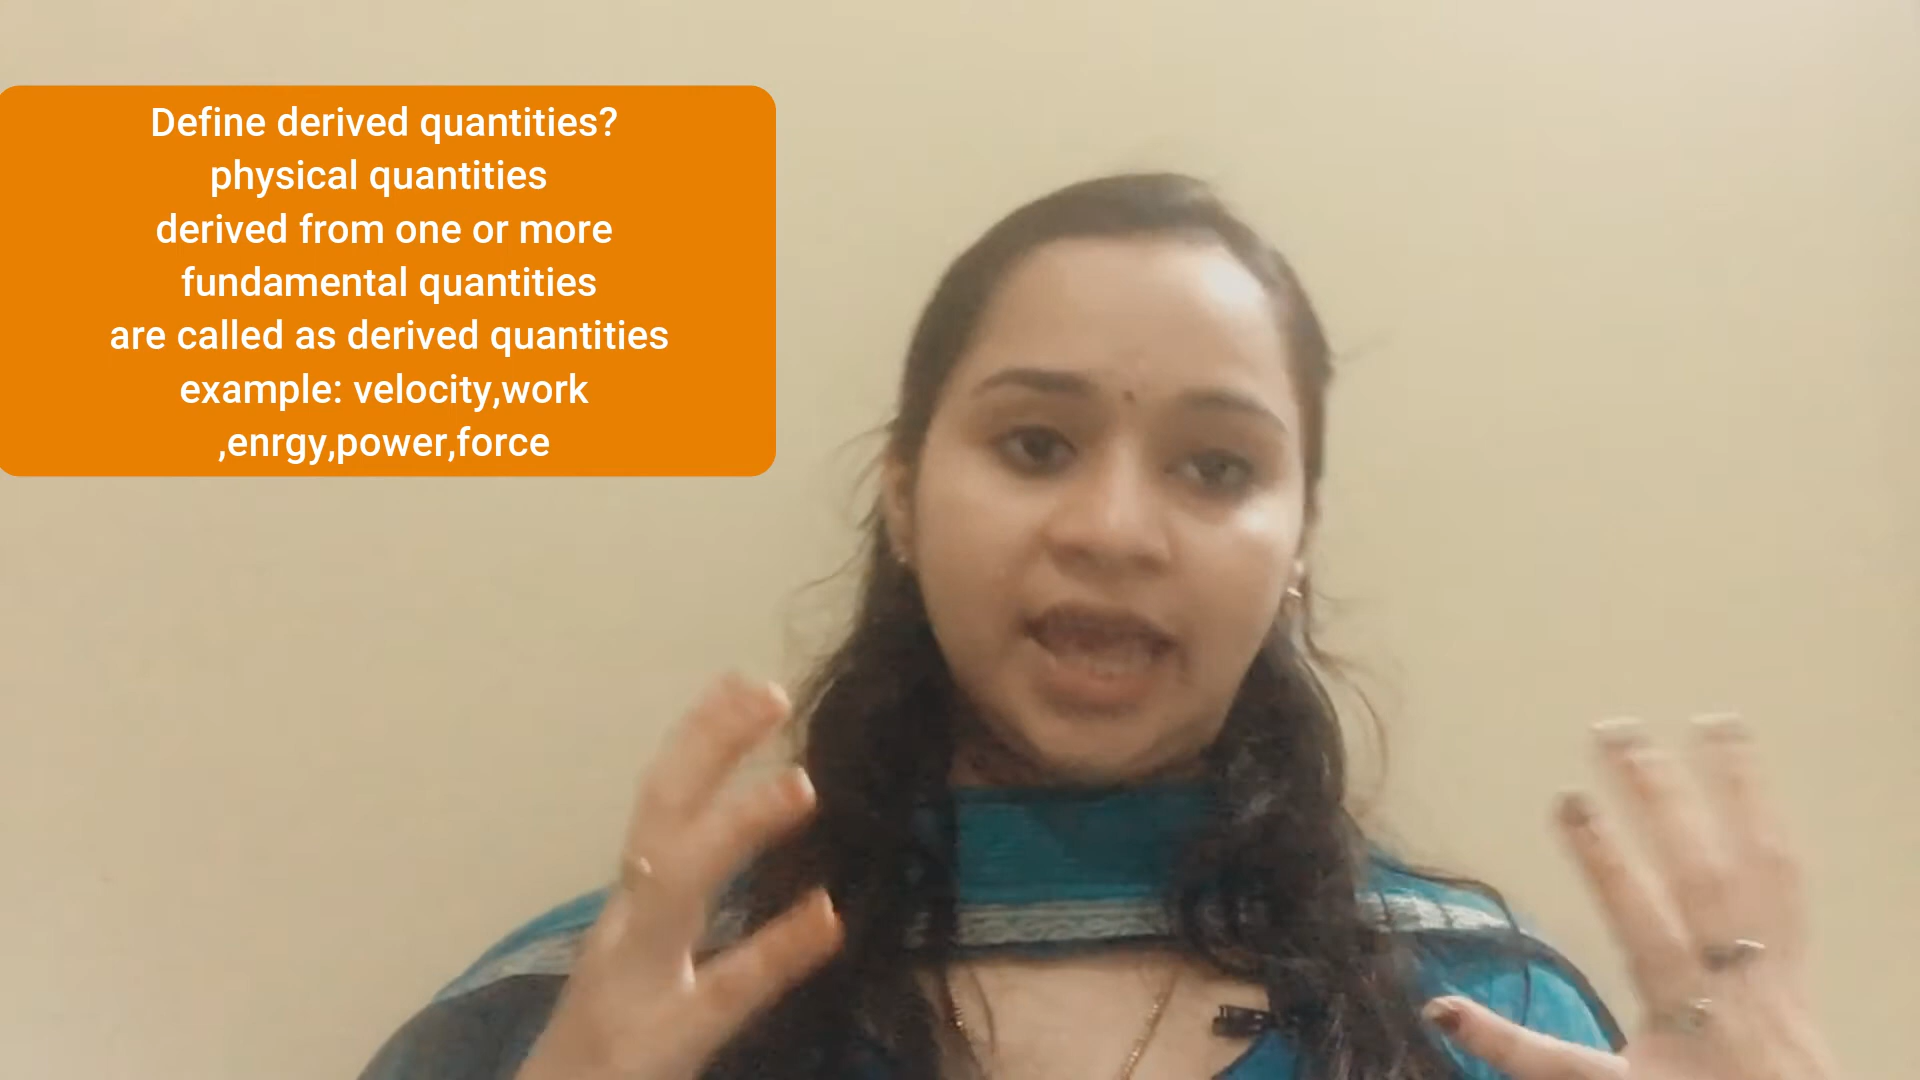 Define derived quantities?
physical quantities
derived from one or more
fundamental quantities
are called as derived quantities
example: velocity,work
,enrgy,power,force